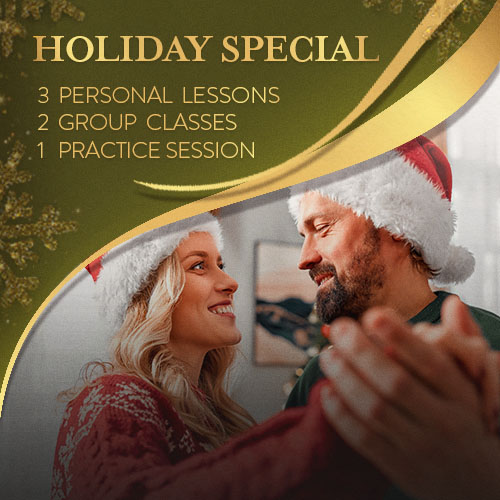 HOLIDAY SPECIAL
3 PERSONAL LESSONS
2 GROUP CLASSES
1 PRACTICE SESSION